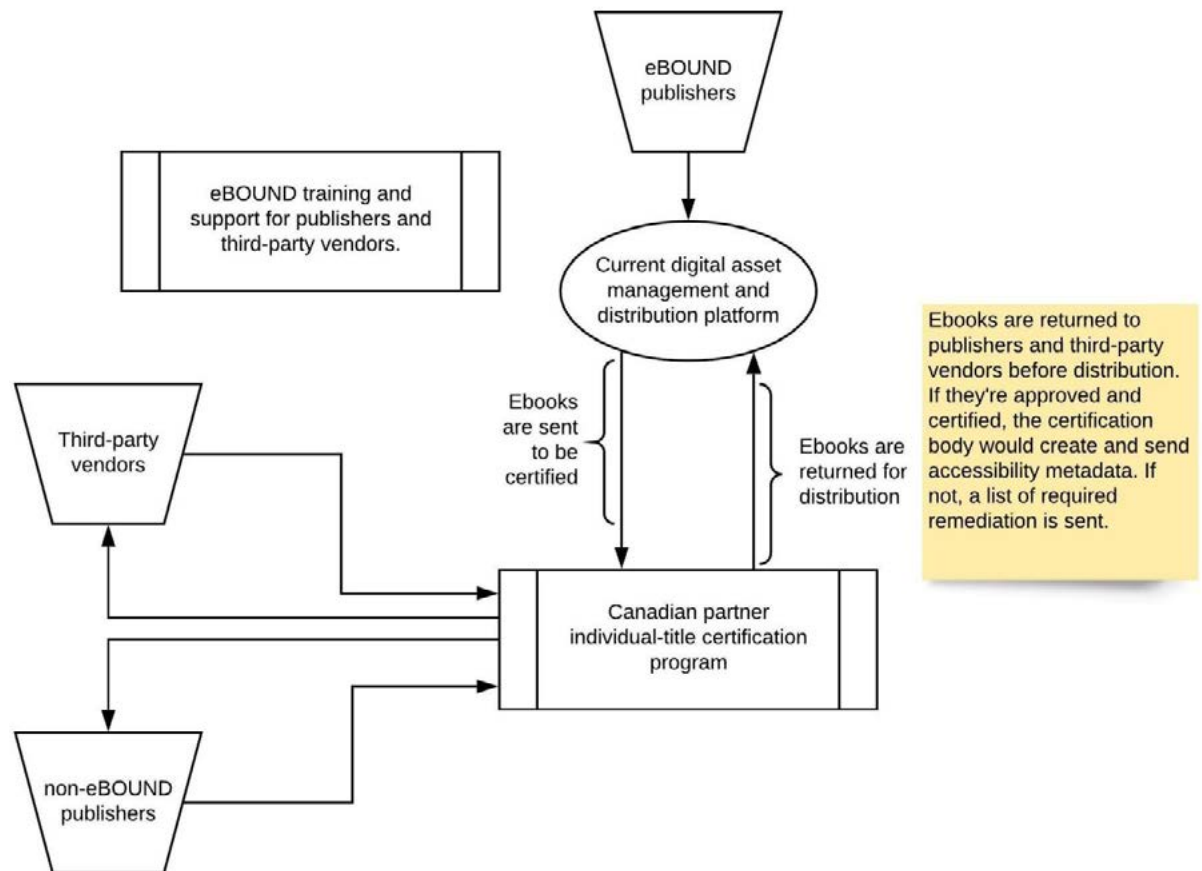 eBOUND
publishers
eBOUND training and
support for publishers and
third-party vendors.
Current digital asset
management and
distribution platform
Ebooks are returned to
publishers and third-party
vendors before distribution.
If they're approved and
certified, the certification
body would create and send
accessibility metadata. If
not, a list of required
remediation is sent.
Ebooks
are sent
to be
certified
Ebooks are
returned for
distribution
Third-party
vendors
Canadian partner
individual-title certification
program
non-eBOUND
publishers